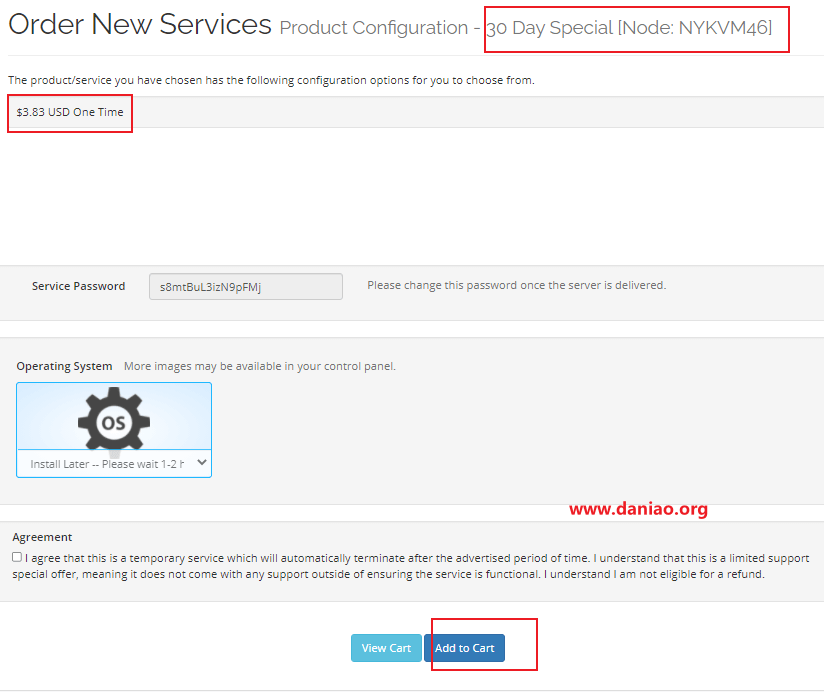 Order New Services Product Configuration - 30 Day Special [Node: NYKVM46]
The product/service you have chosen has the following configuration options for you to choose from.
$3.83 USD One Time
Service Password s8mtBuL3izN9pFMj Please change this password once the server is delivered.
Operating System More images may be available in your control panel.
OS
Install Later -- Please wait 1-2 h
www.daniao.org
Agreement
I agree that this is a temporary service which will automatically terminate after the advertised period of time. I understand that this is a limited support
special offer, meaning it does not come with any support outside of ensuring the service is functional. I understand I am not eligible for a refund.
View Cart Add to Cart